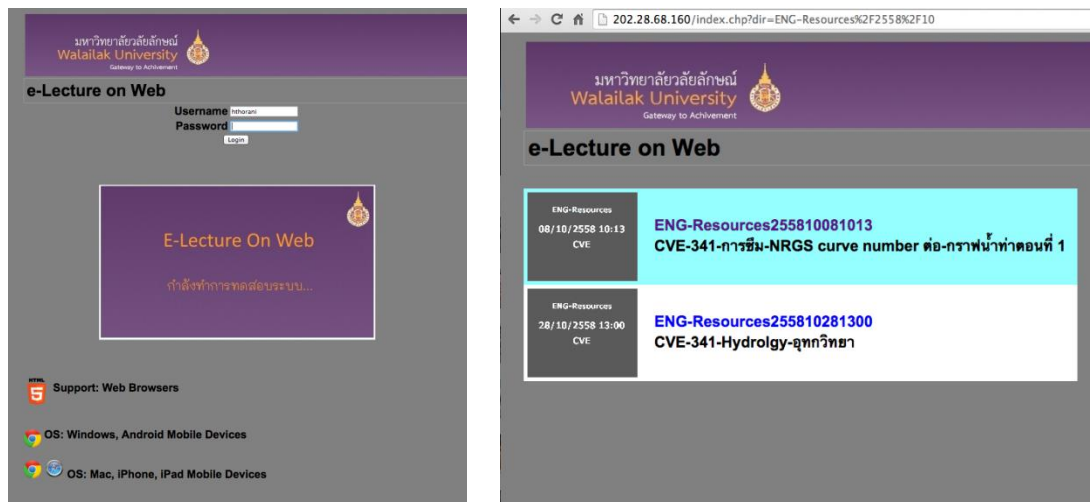 มหาวิทยาลัยวลัยลักษณ์
Walailak University
Gateway to Achivement
e-Lecture on Web
Username hthorani
Password
Login
E-Lecture On Web
กำลังทำการทดสอบระบบ...
HTML
5
Support: Web Browsers
OS: Windows, Android Mobile Devices
OS: Mac, iPhone, iPad Mobile Devices
202.28.68.160/index.chp?dir=ENG-Resources%2F2558%2F10
มหาวิทยาลัยวลัยลักษณ์
Walailak University
Gateway to Achivement
e-Lecture on Web
ENG-Resources
08/10/2558 10:13
CVE
ENG-Resources255810081013
CVE-341-การซึม-NRGS curve number ต่อ-กราฟน้ำท่าตอนที่ 1
ENG-Resources
28/10/2558 13:00
CVE
ENG-Resources255810281300
CVE-341-Hydrolgy-อุทกวิทยา